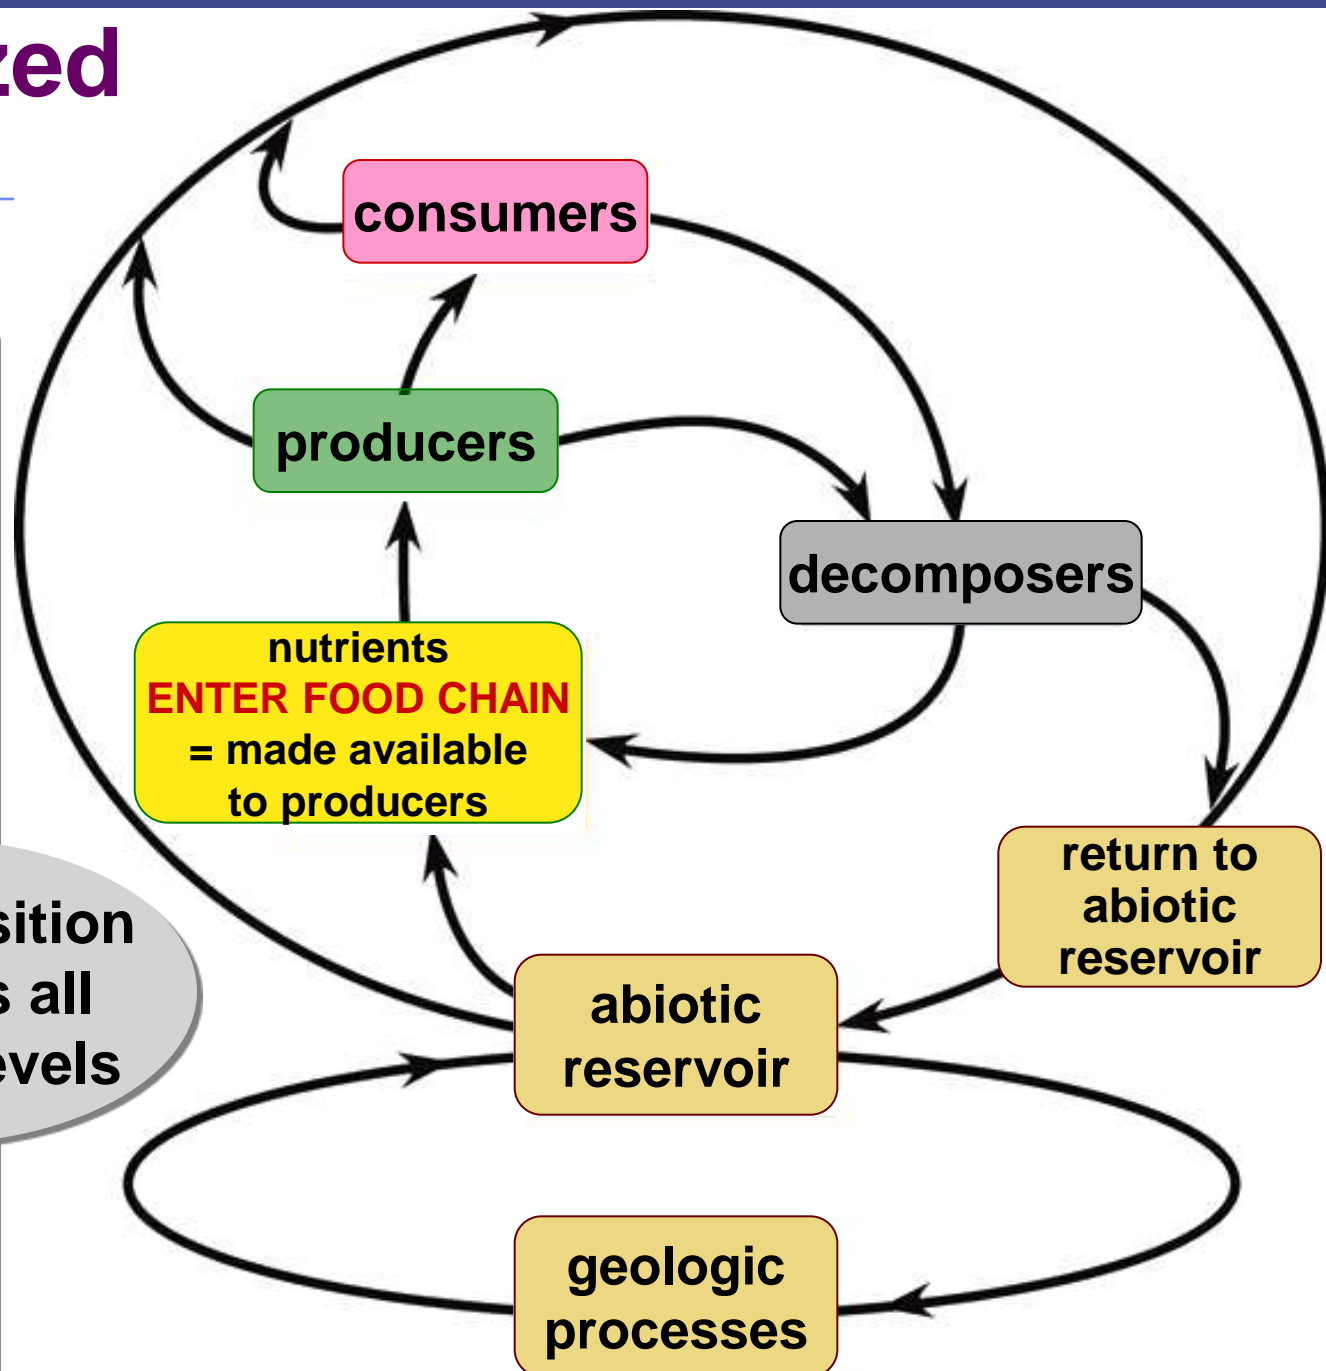 zed
consumers
producers
decomposers
nutrients
ENTER FOOD CHAIN
= made available
to producers
return to
abiotic
reservoir
sition
s all
evels
abiotic
reservoir
geologic
processes